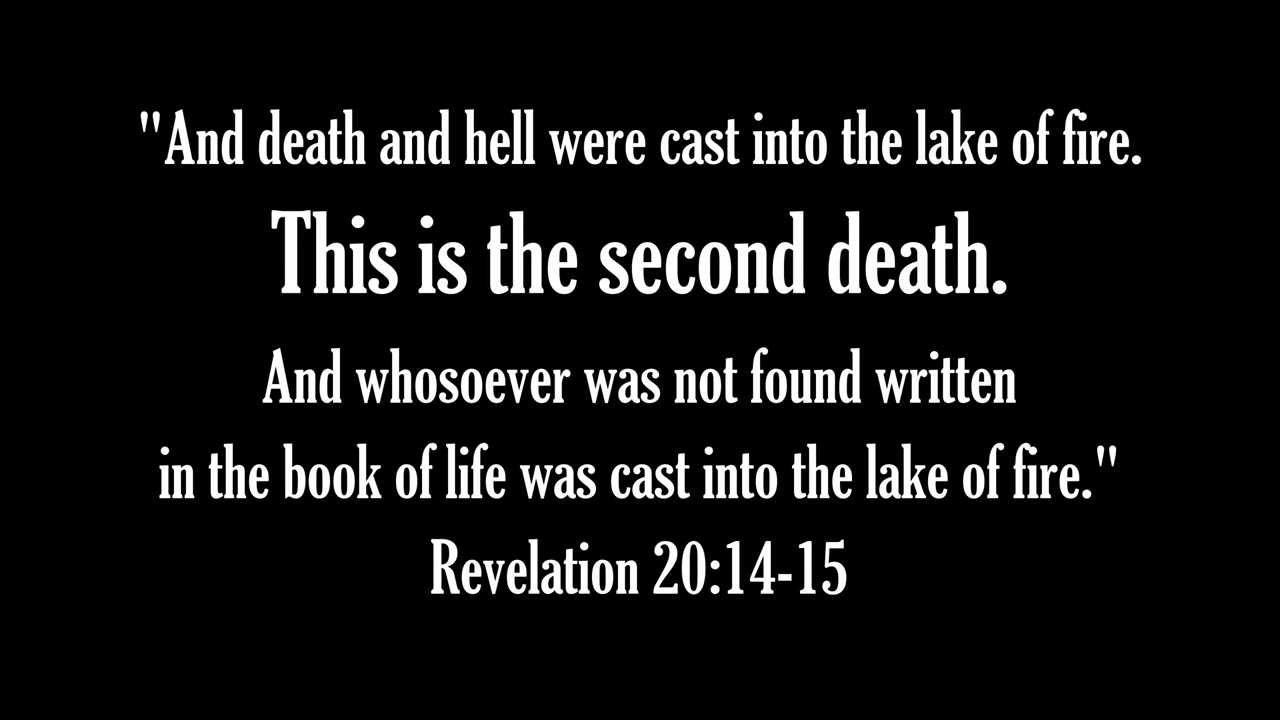 "And death and hell were cast into the lake of fire.
This is the second death.
And whosoever was not found written
in the book of life was cast into the lake of fire."
Revelation 20:14-15